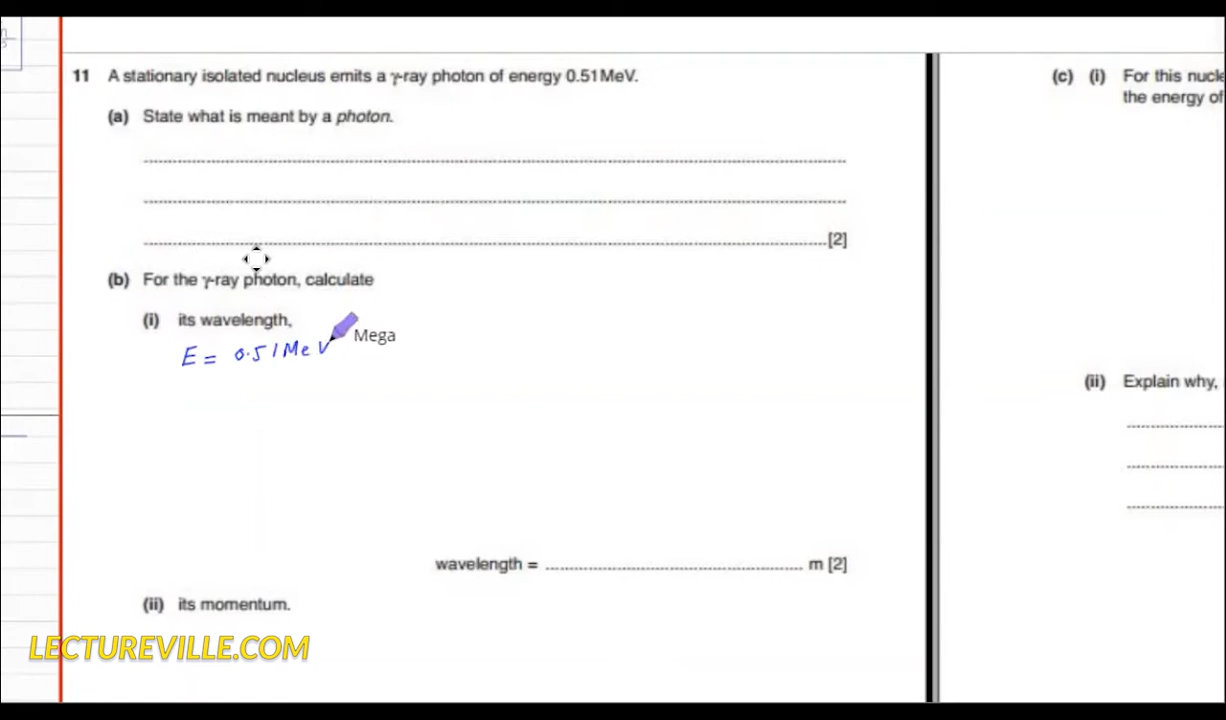 11 A stationary isolated nucleus emits a γ-ray photon of energy 0.51 MeV.
(a) State what is meant by a photon.
[2]
(b) For the γ-ray photon, calculate
(i) its wavelength,
E = 0.51 MeV
Mega
wavelength = m [2]
(ii) its momentum.
LECTUREVILLE.COM
(c) (i) For this
the energy of
(ii) Explain why,